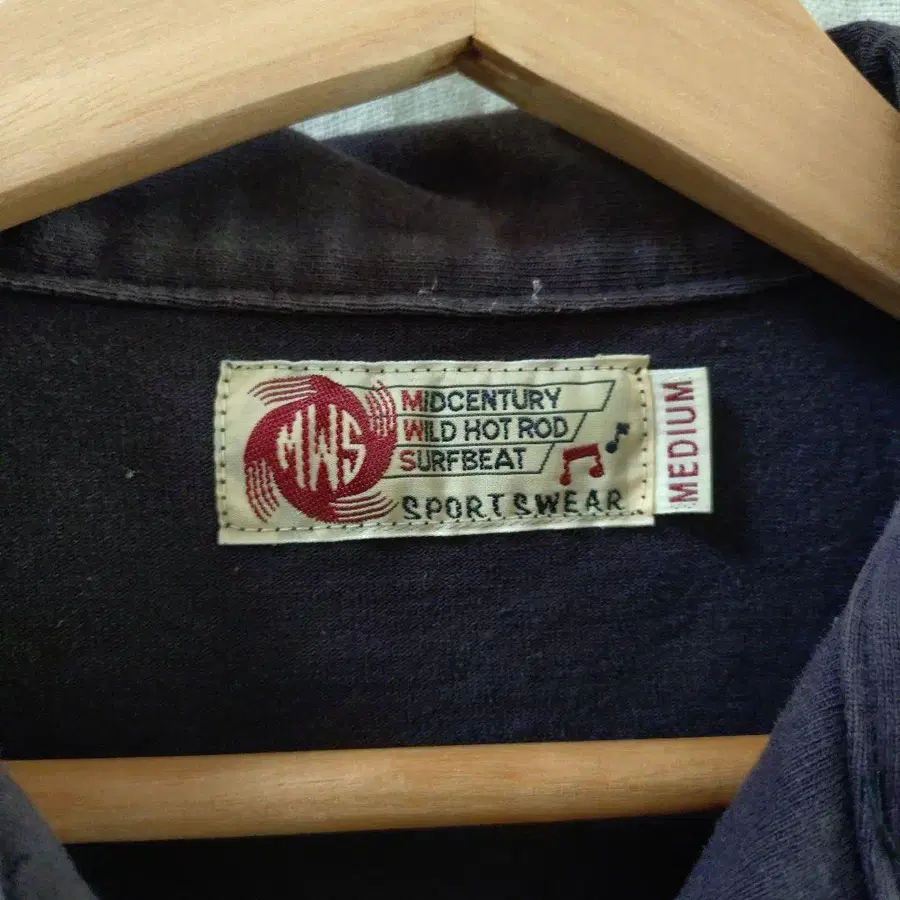 MWS
MIDCENTURY
WILD HOT ROD
SURFBEAT
SPORTSWEAR
MEDIUM